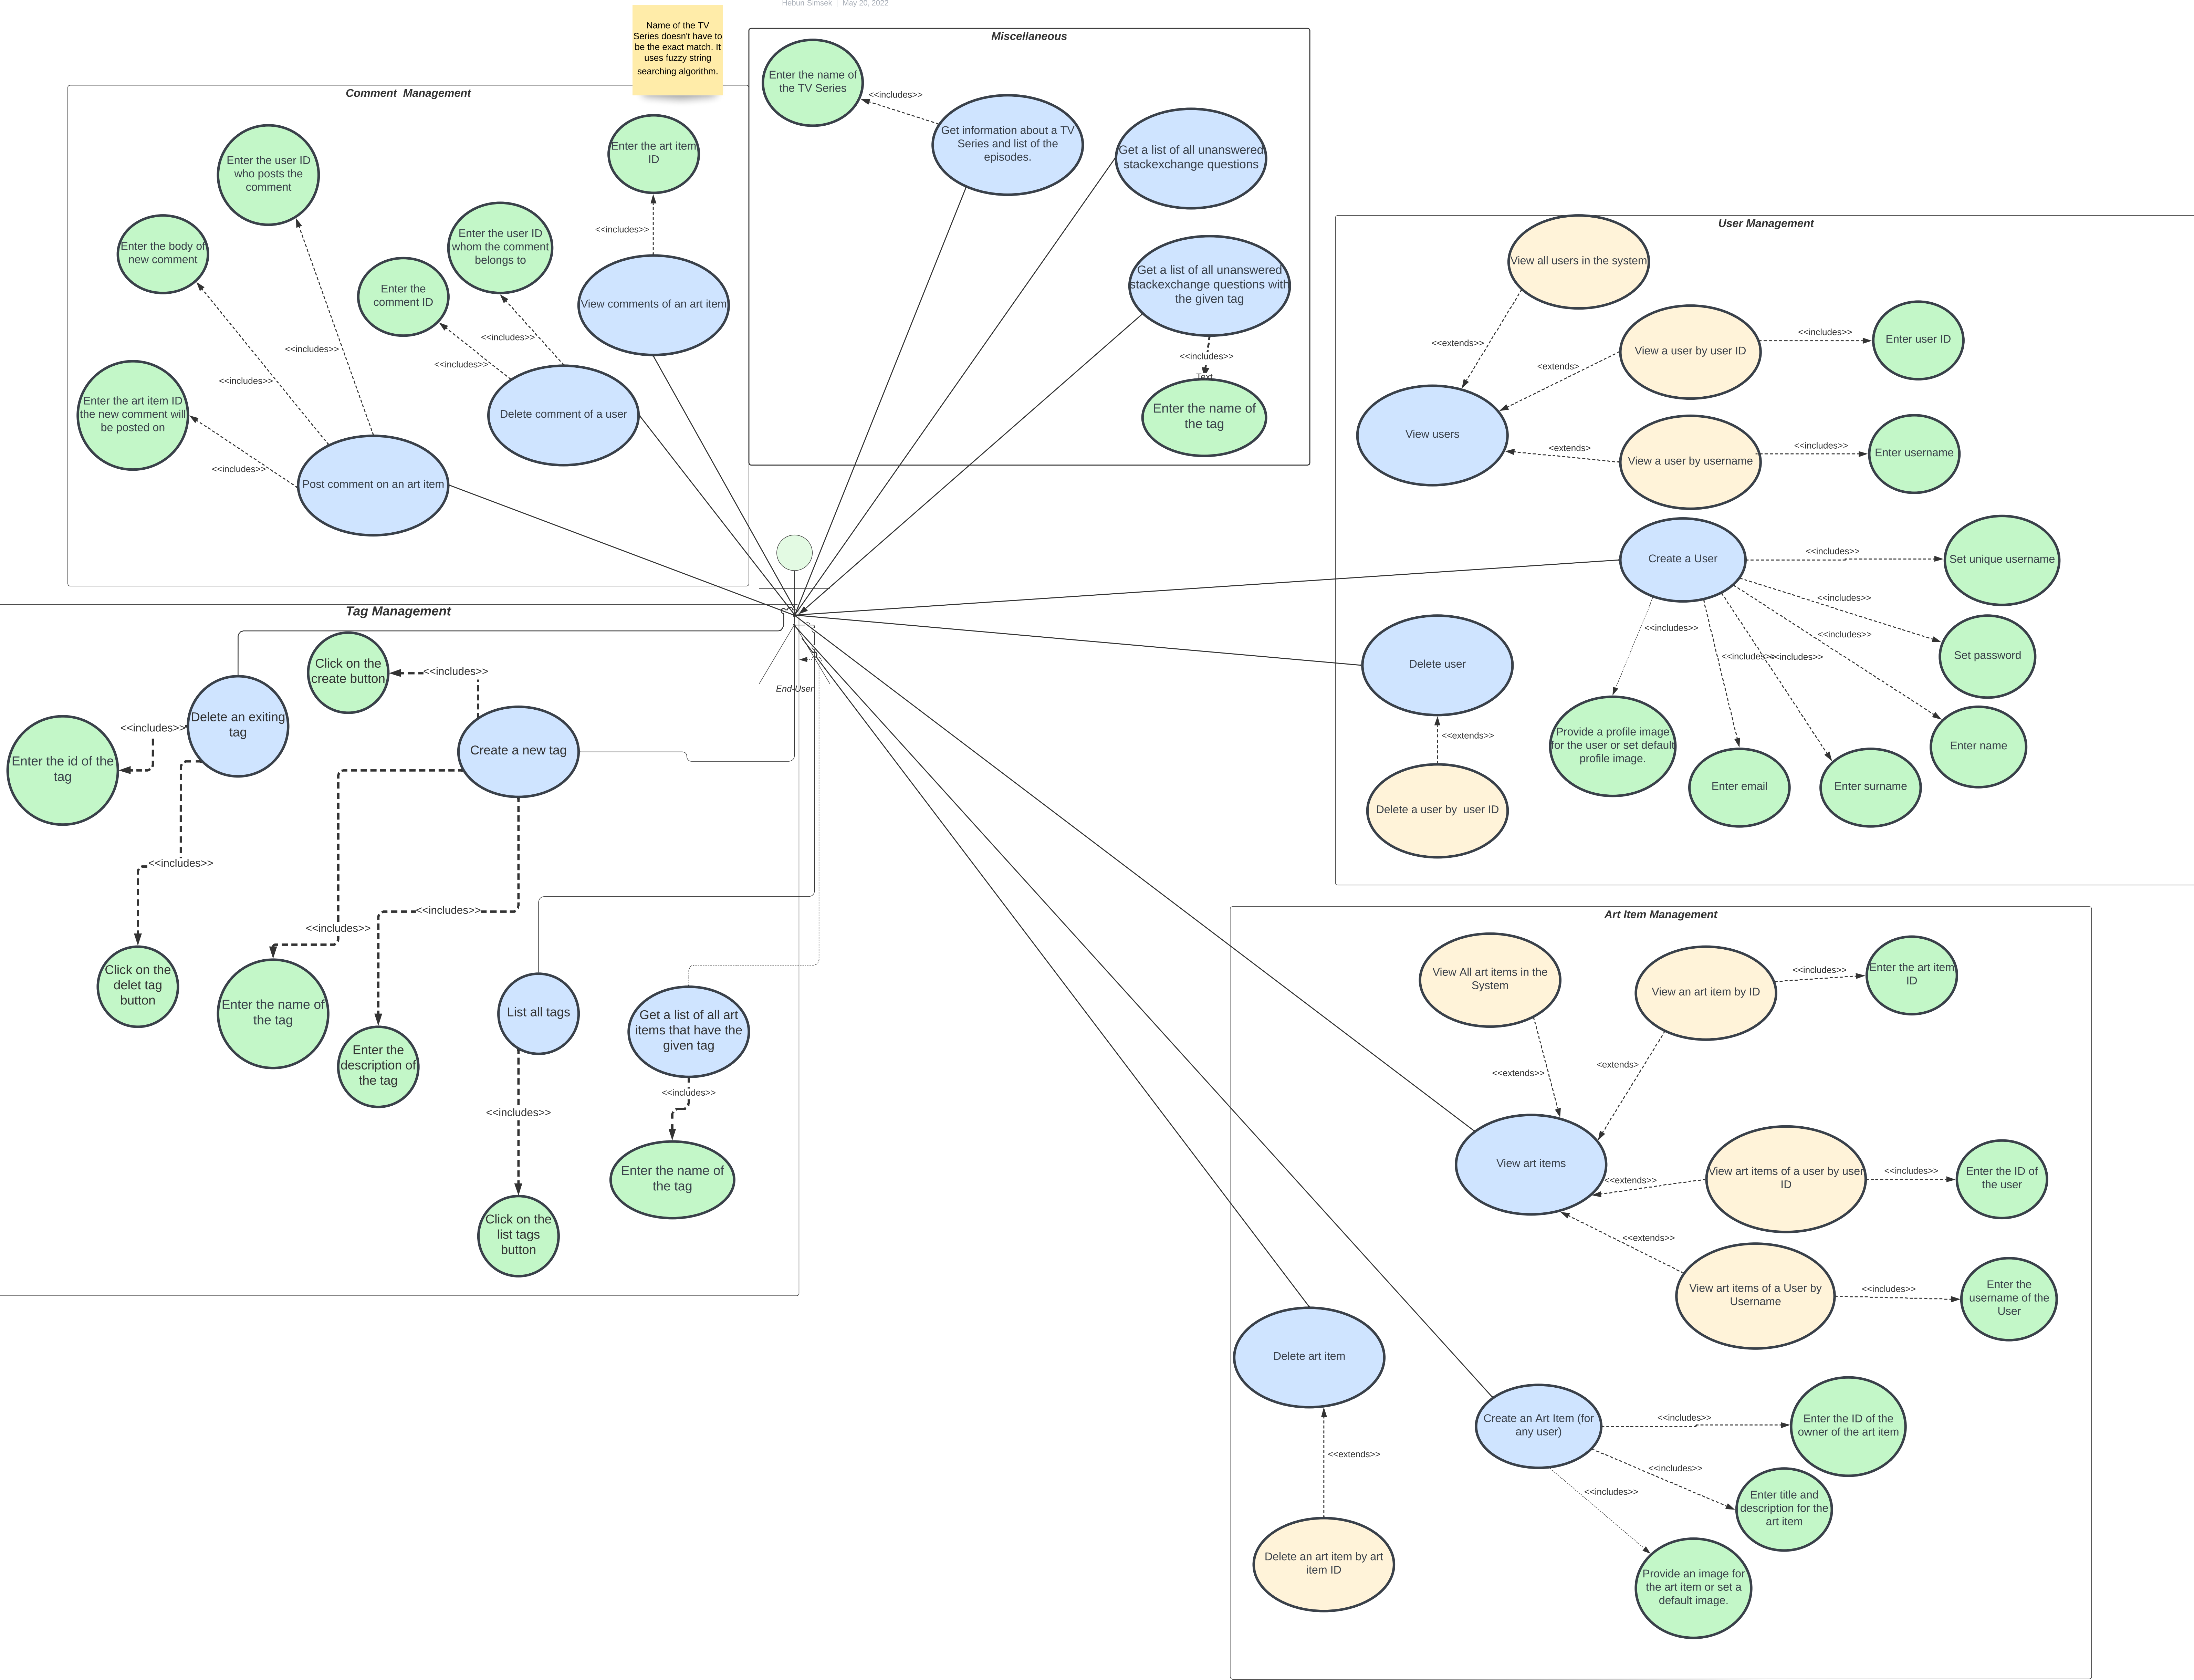 Hebun Simsek | May 20, 2022
Name of the TV
Series doesn't have to
be the exact match. It
uses fuzzy string
searching algorithm.
Miscellaneous
Enter the name of
the TV Series
<<includes>>
Get information about a TV
Series and list of the
episodes.
Get a list of all unanswered
stackexchange questions
Get a list of all unanswered
stackexchange questions with
the given tag
<<includes>>
Text
Enter the name of
the tag
Comment Management
Enter the user ID
who posts the
comment
Enter the art item
ID
Enter the body of
new comment
Enter the user ID
whom the comment
belongs to
<<includes>>
Enter the
comment ID
View comments of an art item
<<includes>>
<<includes>>
<<includes>>
<<includes>>
Enter the art item ID
the new comment will
be posted on
Delete comment of a user
<<includes>>
Post comment on an art item
User Management
View all users in the system
<<extends>>
View a user by user ID
<<includes>>
Enter user ID
<extends>
View users
<extends>
View a user by username
<<includes>>
Enter username
Create a User
<<includes>>
Set unique username
<<includes>>
<<includes>>
<<includes>>
<<includes>>
<<includes>>
Set password
Delete user
<<extends>>
Provide a profile image
for the user or set default
profile image.
Enter name
Enter email
Enter surname
Delete a user by  user ID
End-User
Tag Management
Click on the
create button
<<includes>>
Delete an exiting
tag
<<includes>>
Enter the id of the
tag
Create a new tag
<<includes>>
<<includes>>
<<includes>>
Click on the
delet tag
button
Enter the name of
the tag
Enter the
description of
the tag
List all tags
Get a list of all art
items that have the
given tag
<<includes>>
<<includes>>
Enter the name of
the tag
Click on the
list tags
button
Art Item Management
View All art items in the
System
View an art item by ID
<<includes>>
Enter the art item
ID
<<extends>>
<extends>
View art items
<<extends>>
View art items of a user by user
ID
<<includes>>
Enter the ID of
the user
<<extends>>
View art items of a User by
Username
<<includes>>
Enter the
username of the
User
Delete art item
<<extends>>
Delete an art item by art
item ID
Create an Art Item (for
any user)
<<includes>>
Enter the ID of the
owner of the art item
<<includes>>
<<includes>>
Enter title and
description for the
art item
Provide an image for
the art item or set a
default image.